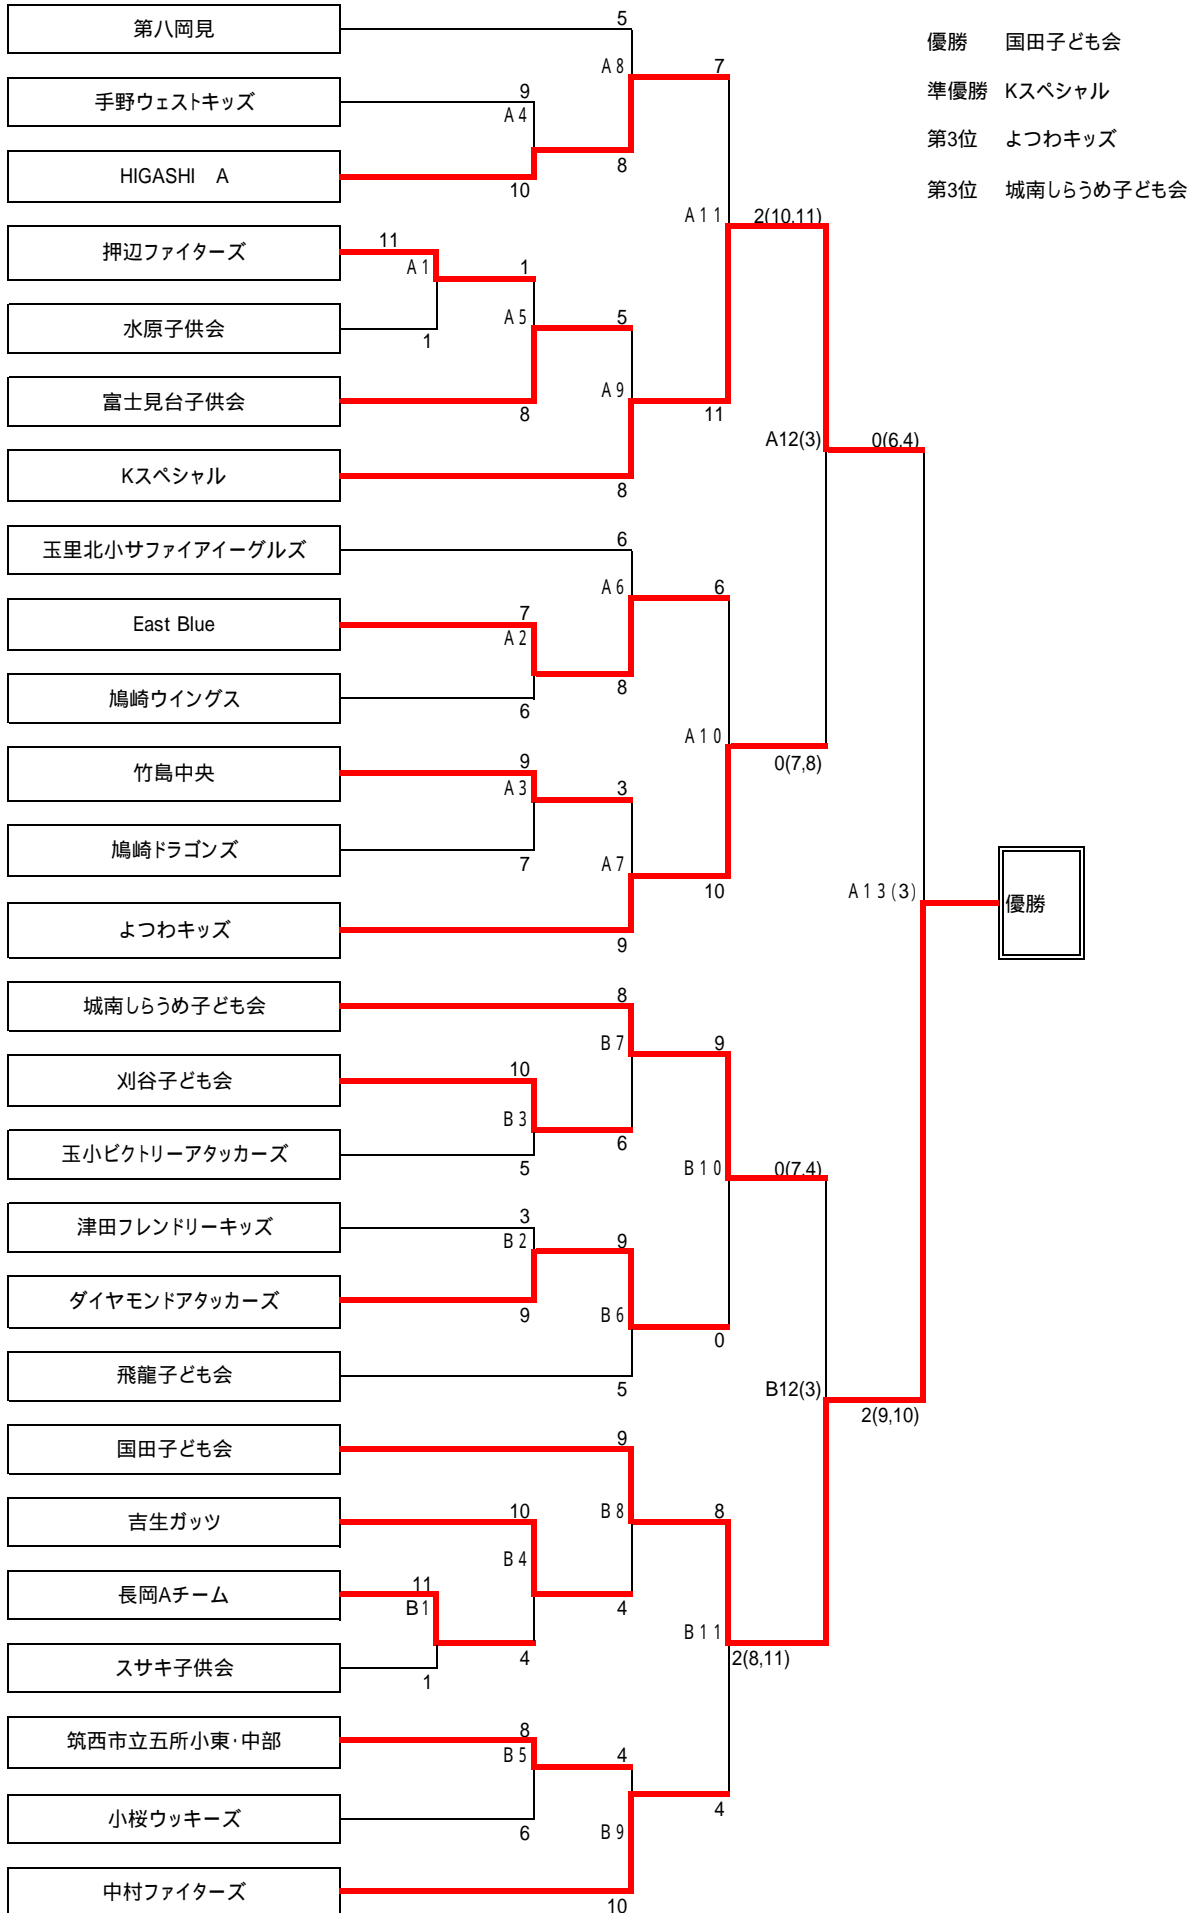 第八岡見
5
優勝 国田子ども会
A8
7
手野ウェストキッズ
9
準優勝 Kスペシャル
A4
第3位 よつわキッズ
HIGASHI A
10
8
第3位 城南しらうめ子ども会
A11
2(10,11)
押辺ファイターズ
11
A1
1
水原子供会
1
A5
5
富士見台子供会
8
A9
11
A12(3)
0(6,4)
Kスペシャル
8
玉里北小サファイアイーグルズ
6
A6
6
East Blue
7
A2
8
鳩崎ウイングス
6
A10
0(7,8)
竹島中央
9
A3
3
鳩崎ドラゴンズ
7
A7
10
A13(3)
優勝
よつわキッズ
9
城南しらうめ子ども会
8
B7
9
刈谷子ども会
10
B3
6
玉小ビクトリーアタッカーズ
5
B10
0(7,4)
津田フレンドリーキッズ
3
B2
9
ダイヤモンドアタッカーズ
9
B6
0
飛龍子ども会
5
B12(3)
2(9,10)
国田子ども会
9
吉生ガッツ
10
B8
8
B4
長岡Aチーム
11
B1
4
B11
2(8,11)
スサキ子供会
1
4
筑西市立五所小東・中部
8
B5
4
小桜ウッキーズ
6
B9
4
中村ファイターズ
10